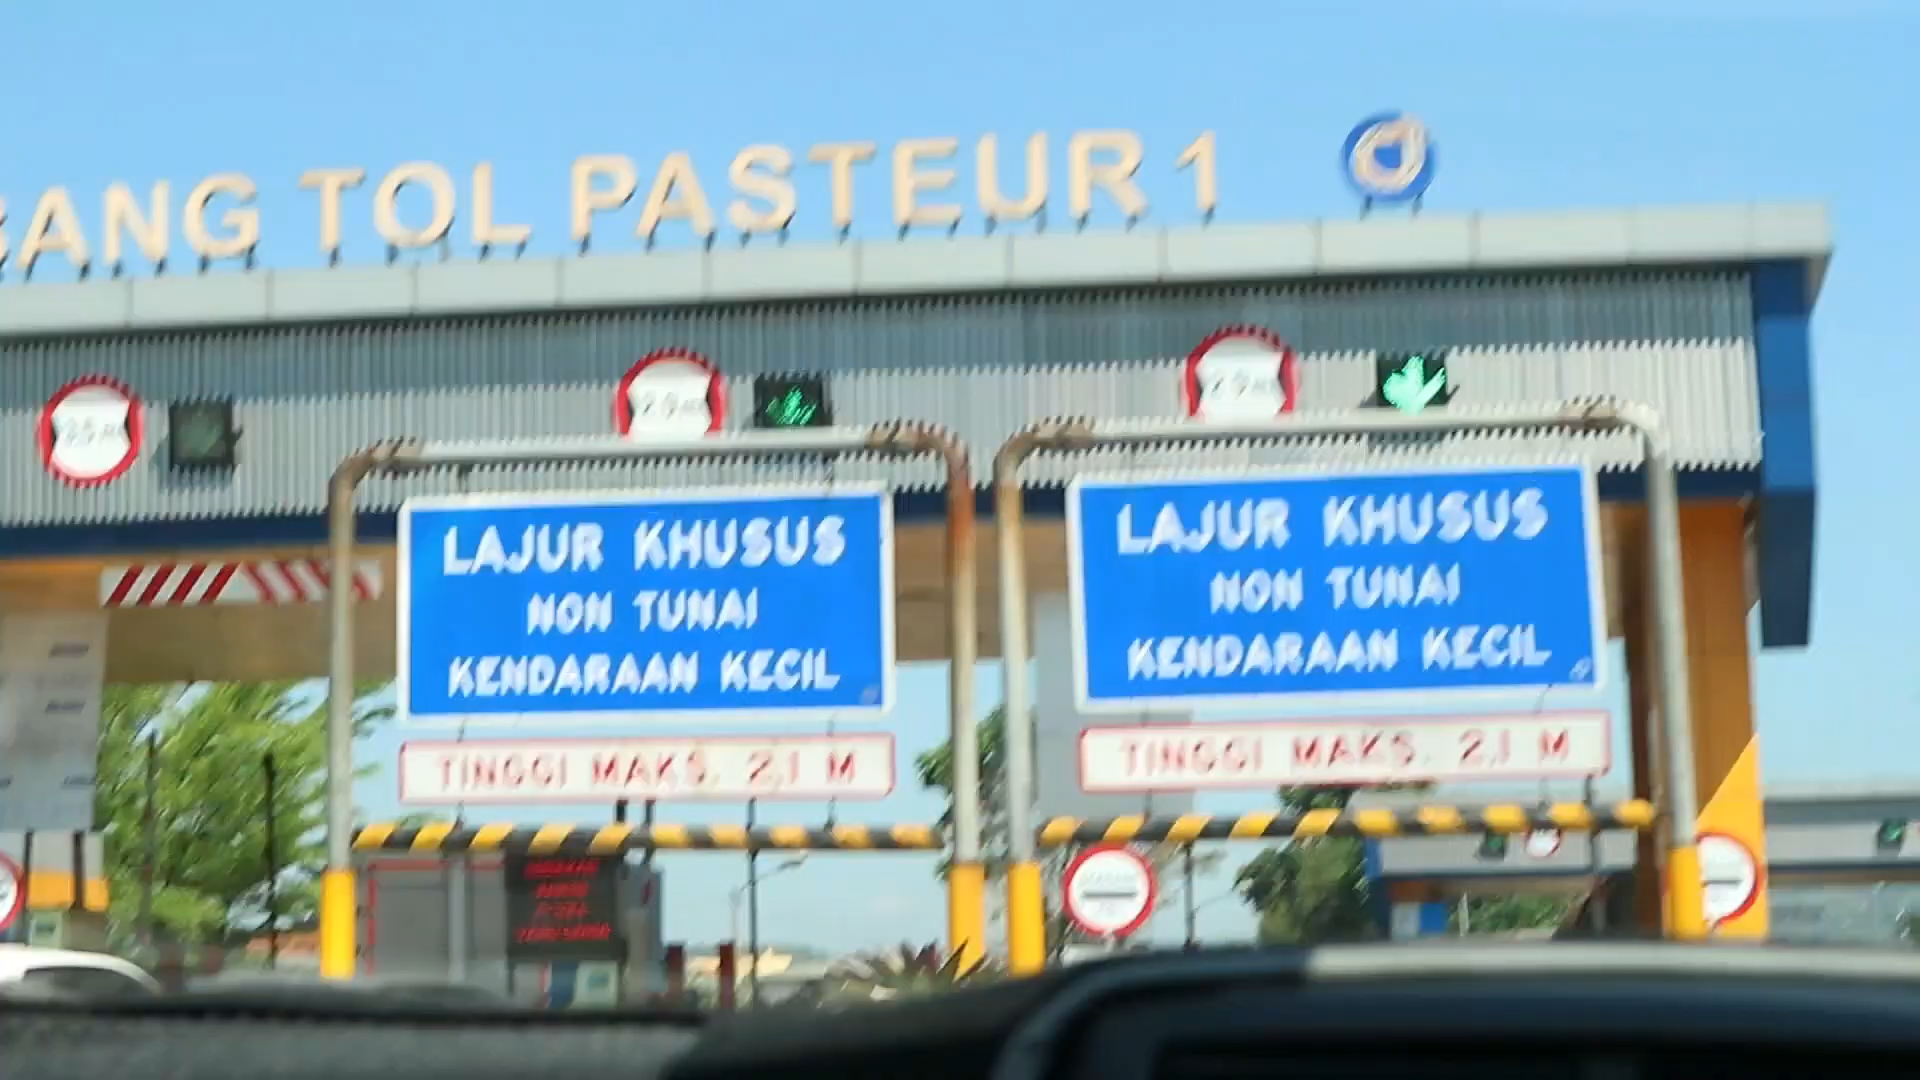 BANG TOL PASTEUR 1
LAJUR KHUSUS
NON TUNAI
KENDARAAN KECIL
TINGGI MAKS. 2,1 M
LAJUR KHUSUS
NON TUNAI
KENDARAAN KECIL
TINGGI MAKS. 2,1 M